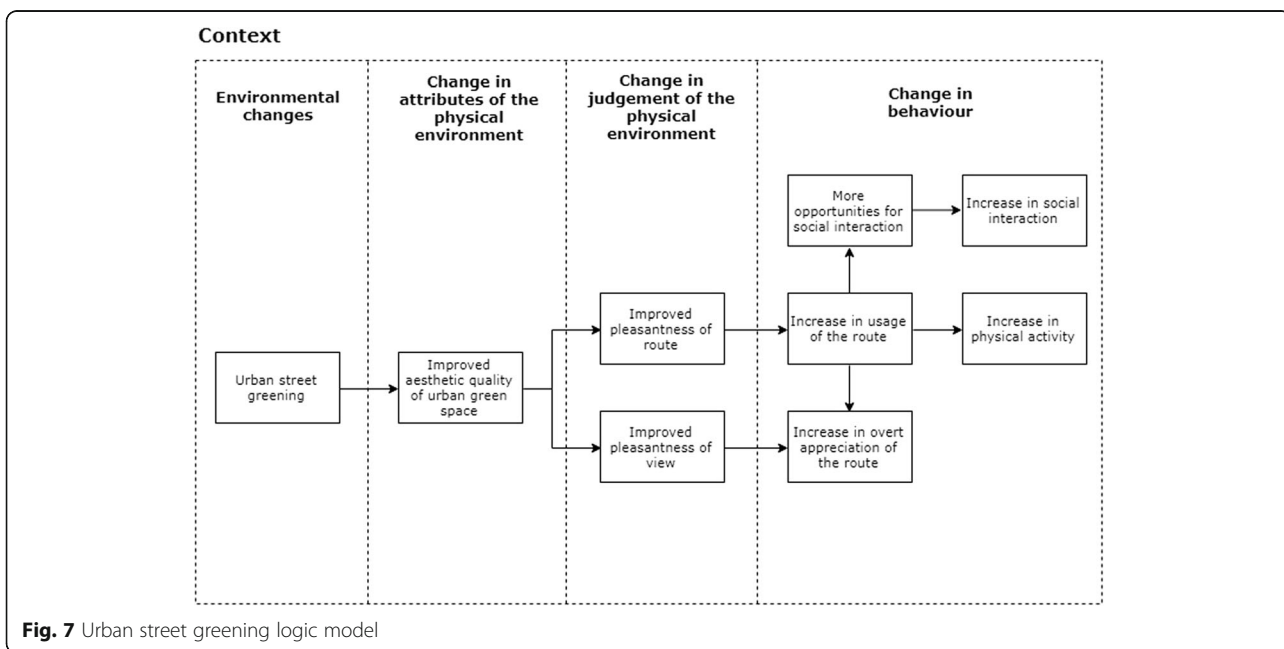 Context
Environmental
changes
Change in
attributes of the
physical
environment
Change in
judgement of the
physical
environment
Change in
behaviour
More
opportunities for
social interaction
Increase in social
interaction
Improved
pleasantness of
route
Increase in usage
of the route
Increase in
physical activity
Urban street
greening
Improved
aesthetic quality
of urban green
space
Improved
pleasantness of
view
Increase in overt
appreciation of
the route
Fig. 7 Urban street greening logic model